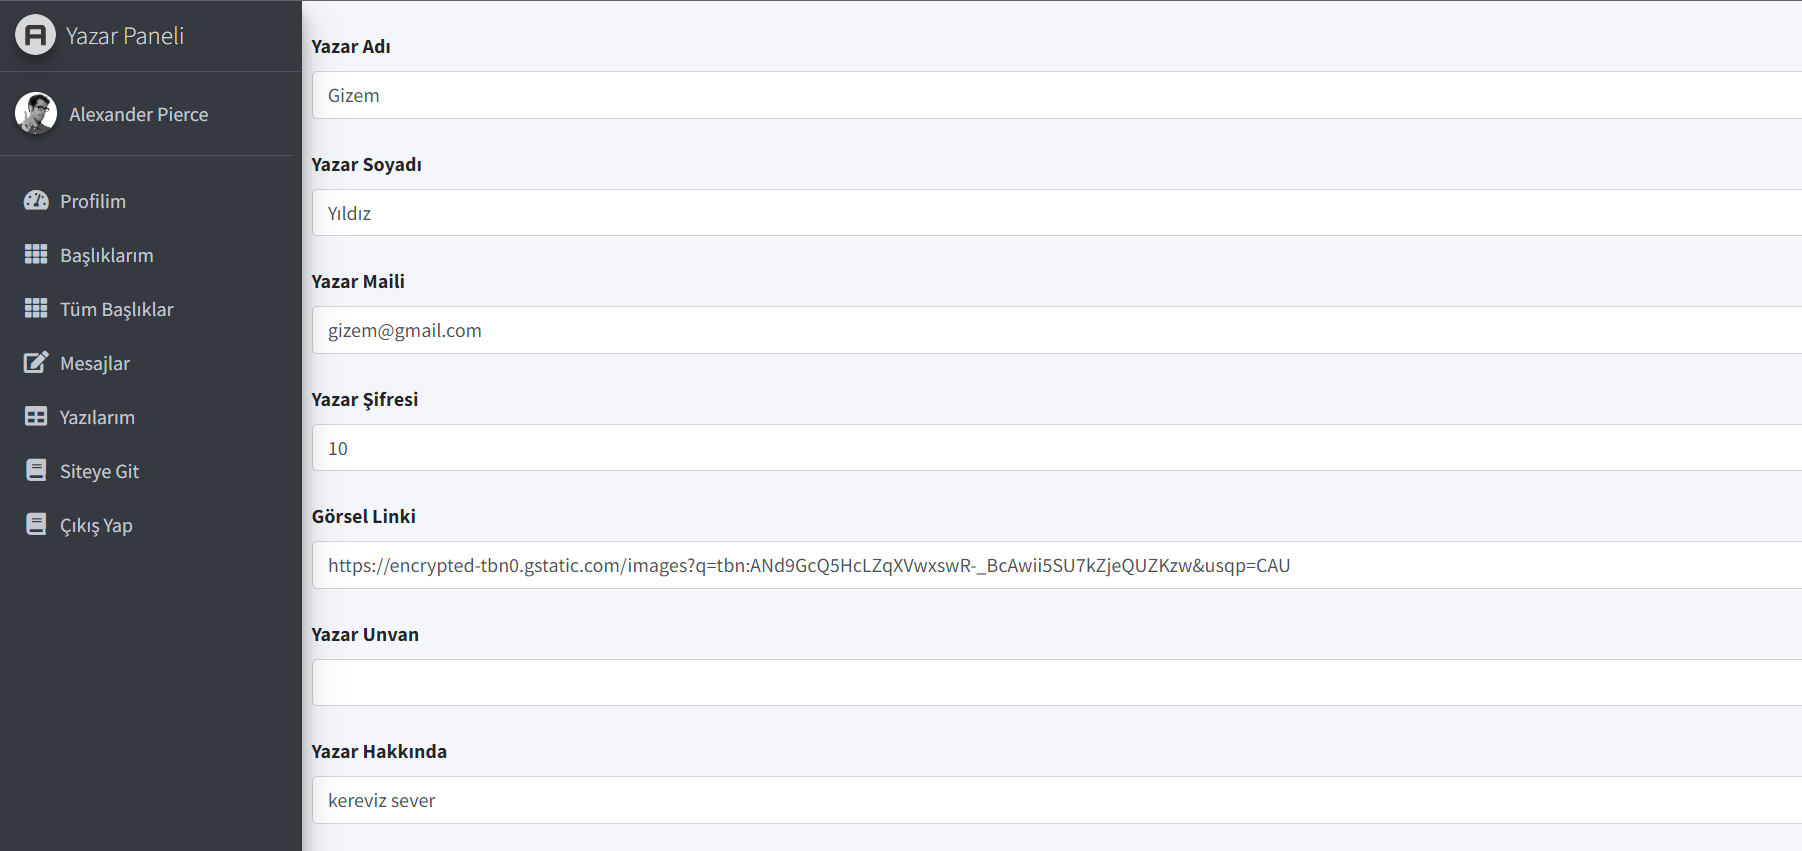 Yazar Paneli
Alexander Pierce
Profilim
Başlıklarım
Tüm Başlıklar
Mesajlar
Yazılarım
Siteye Git
Çıkış Yap
Yazar Adı
Gizem
Yazar Soyadı
Yıldız
Yazar Maili
gizem@gmail.com
Yazar Şifresi
10
Görsel Linki
https://encrypted-tbn0.gstatic.com/images?q=tbn:ANd9GcQ5HcLZqXVwxswR-_BcAwii5SU7kZjeQUZKzw&usqp=CAU
Yazar Unvan
Yazar Hakkında
kereviz sever